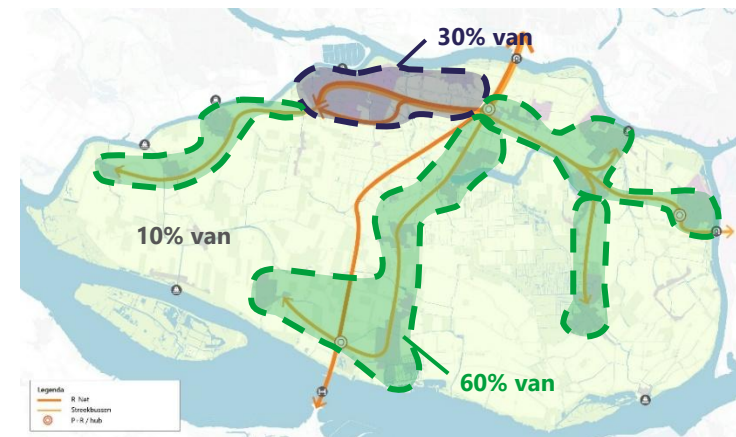 30% van
10% van
60% van
Legenda
R-Net
Streekbussen
P+R / hub